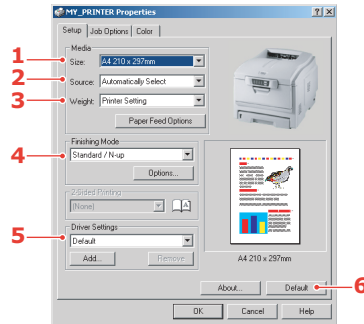 MY_PRINTER Properties
Setup Job Options Color
Media
1 Size: A4 210 x 297mm
2 Source: Automatically Select
3 Weight: Printer Setting
Paper Feed Options
Finishing Mode
4 Standard / N-up
Options...
2-Sided Printing
(None)
A
Driver Settings
5 Default
Add... Remove
A4 210 x 297mm
About... Default 6
OK Cancel Help